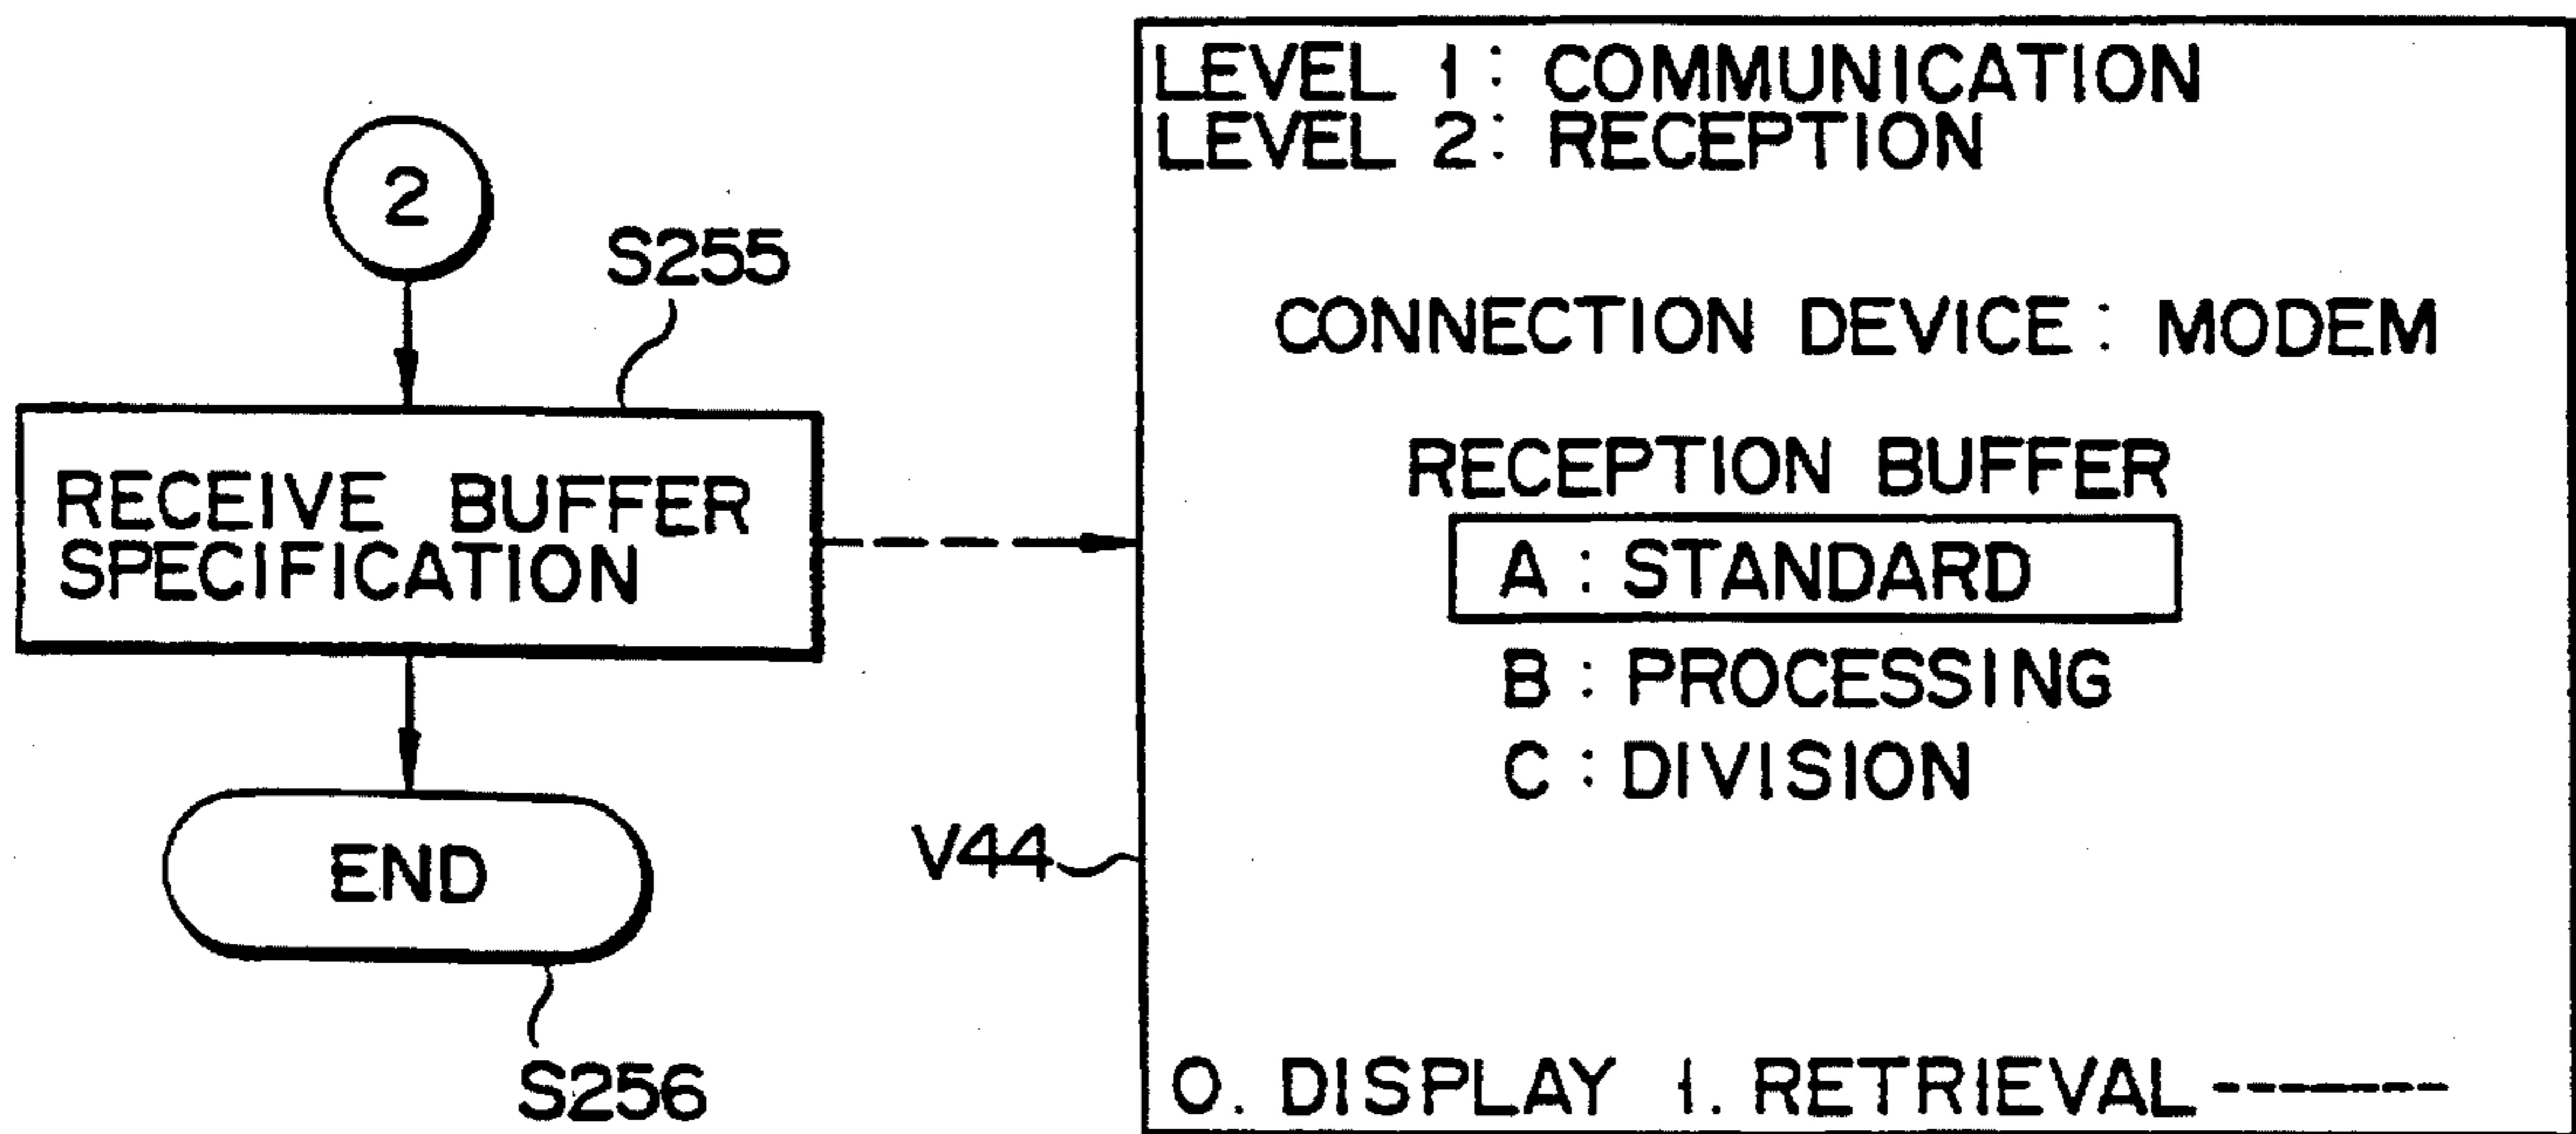 2
S255
RECEIVE BUFFER
SPECIFICATION
END
S256
V44
LEVEL 1: COMMUNICATION
LEVEL 2: RECEPTION
CONNECTION DEVICE : MODEM
RECEPTION BUFFER
A : STANDARD
B : PROCESSING
C : DIVISION
0. DISPLAY 1. RETRIEVAL ------